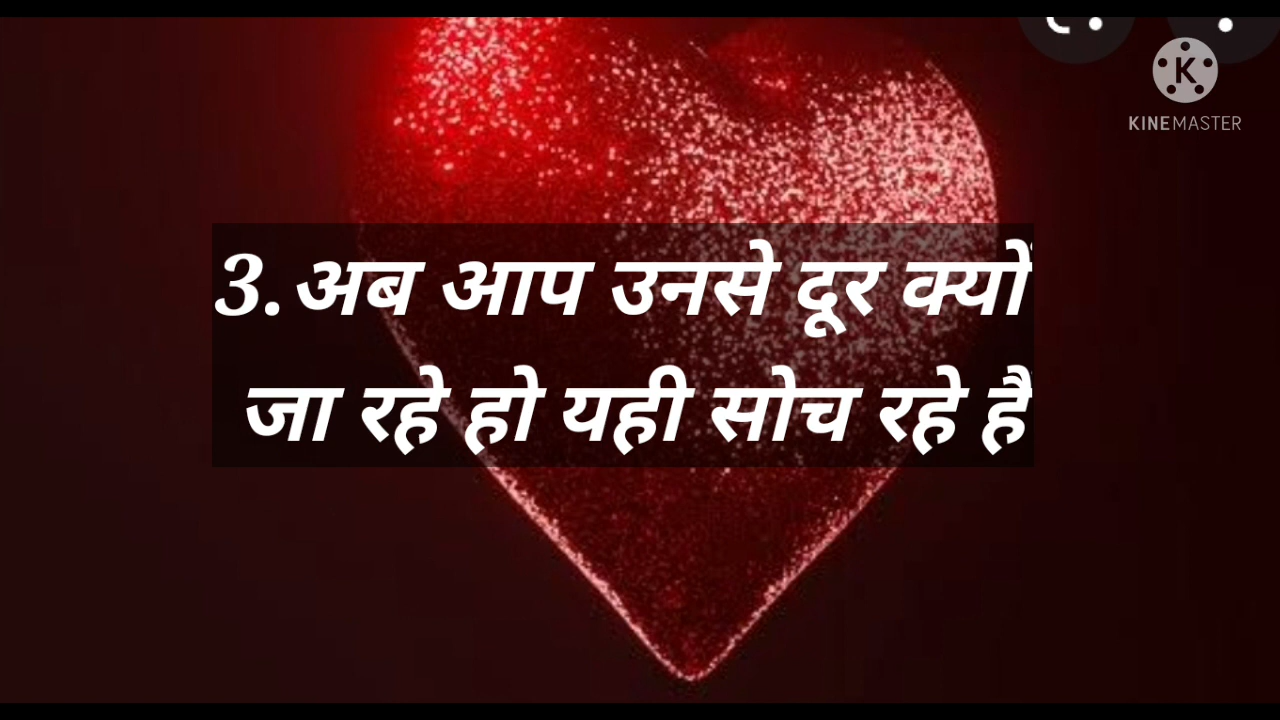 KINEMASTER
3. अब आप उनसे दूर क्यों
जा रहे हो यही सोच रहे हैं